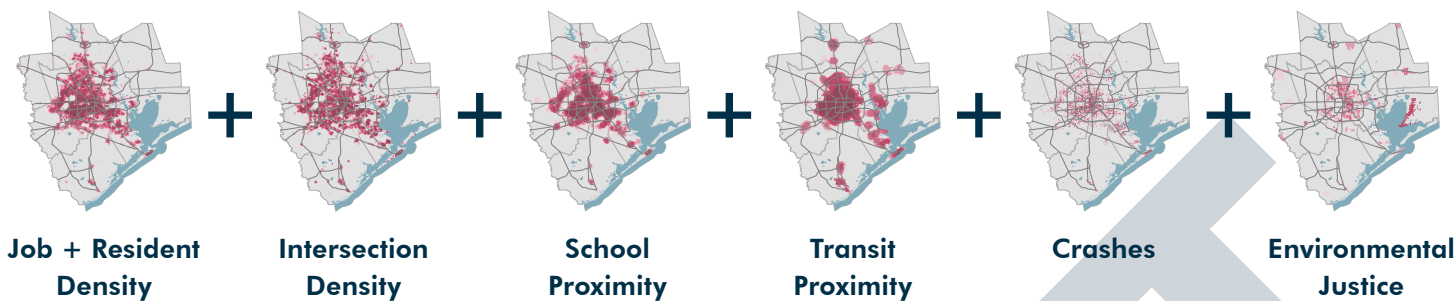 + + + + +
Job + Resident
Density
Intersection
Density
School
Proximity
Transit
Proximity
Crashes
Environmental
Justice